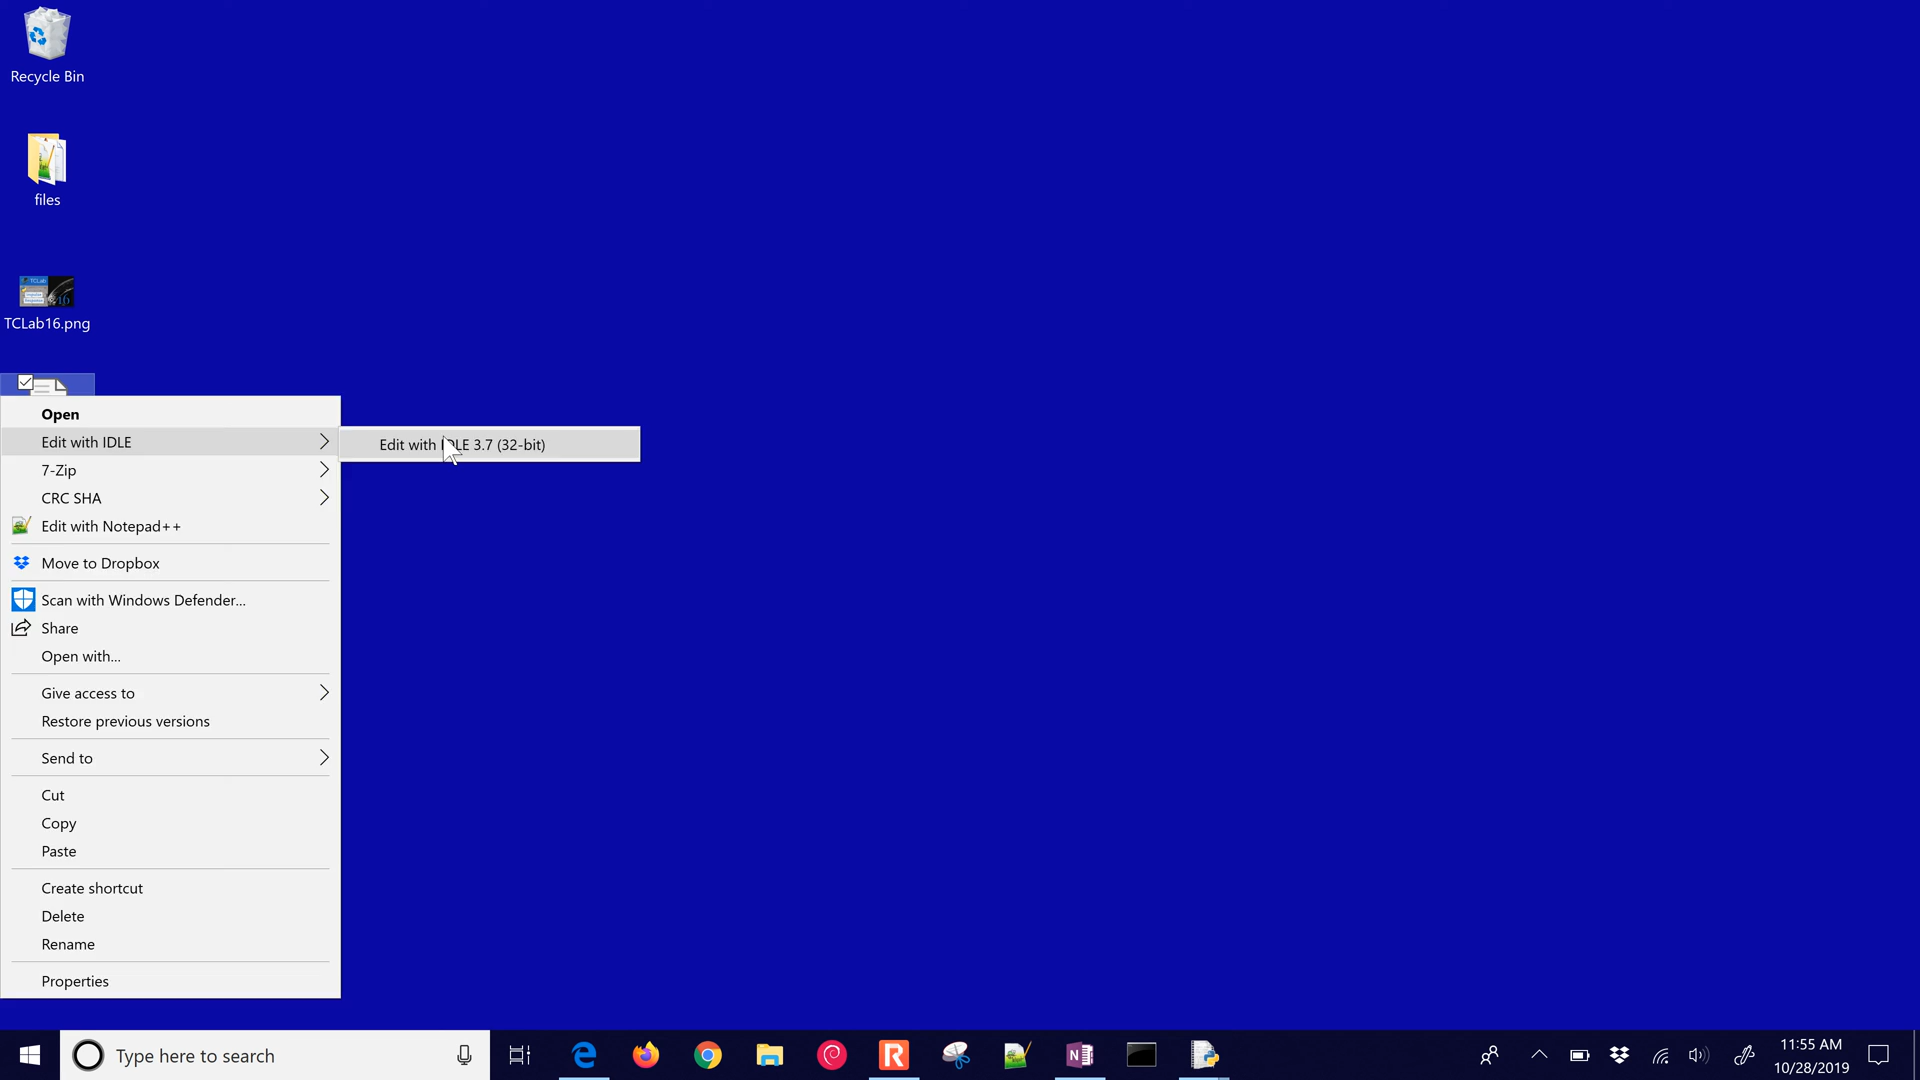 Recycle Bin
files
TCLab
16
TCLab16.png
Open
Edit with IDLE
Edit with IDLE 3.7 (32-bit)
7-Zip
CRC SHA
Edit with Notepad++
Move to Dropbox
Scan with Windows Defender...
Share
Open with...
Give access to
Restore previous versions
Send to
Cut
Copy
Paste
Create shortcut
Delete
Rename
Properties
Type here to search
11:55 AM
10/28/2019